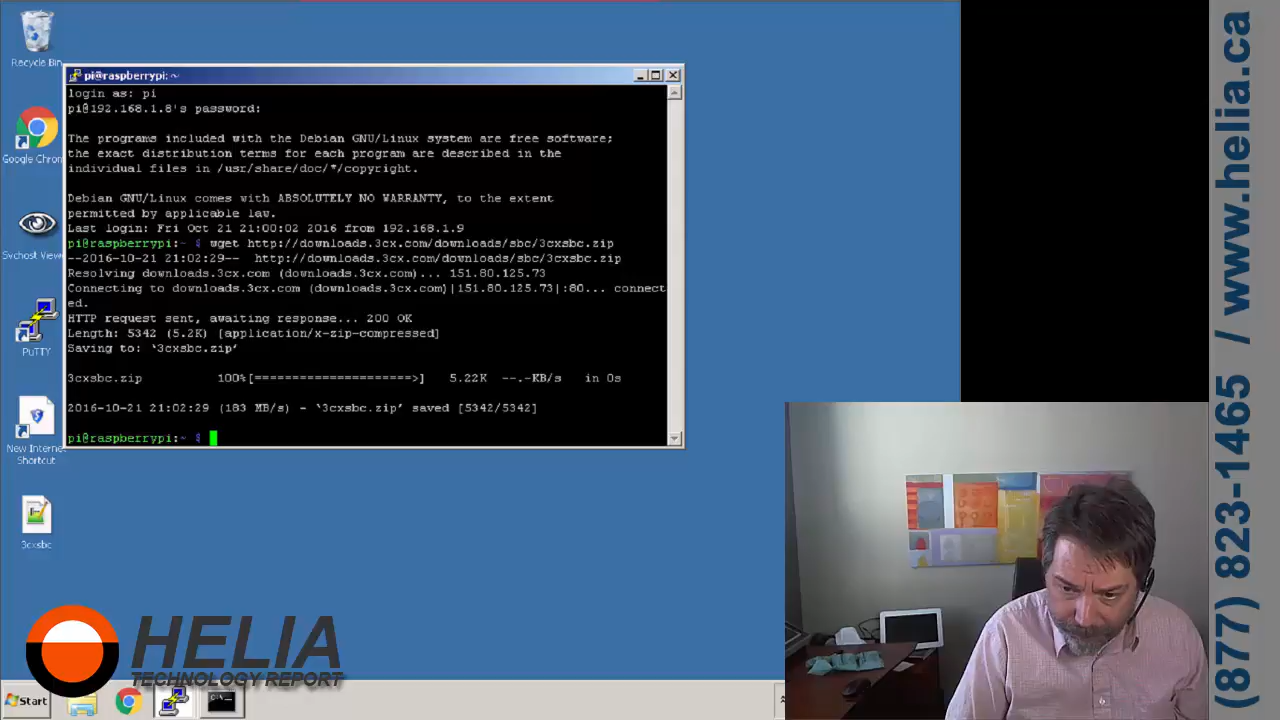 Recycle Bin
Google Chrom
Svchost View
PuTTY
New Internet
Shortcut
3cxsbc
pi@raspberrypi: ~
login as: pi
pi@192.168.1.8's password:
The programs included with the Debian GNU/Linux system are free software;
the exact distribution terms for each program are described in the
individual files in /usr/share/doc/*/copyright.
Debian GNU/Linux comes with ABSOLUTELY NO WARRANTY, to the extent
permitted by applicable law.
Last login: Fri Oct 21 21:00:02 2016 from 192.168.1.9
pi@raspberrypi:~ $ wget http://downloads.3cx.com/downloads/sbc/3cxsbc.zip
--2016-10-21 21:02:29--  http://downloads.3cx.com/downloads/sbc/3cxsbc.zip
Resolving downloads.3cx.com (downloads.3cx.com)... 151.80.125.73
Connecting to downloads.3cx.com (downloads.3cx.com)|151.80.125.73|:80... connect
ed.
HTTP request sent, awaiting response... 200 OK
Length: 5342 (5.2K) [application/x-zip-compressed]
Saving to: ‘3cxsbc.zip’
3cxsbc.zip          100%[=====================>]   5.22K  --.-KB/s   in 0s
2016-10-21 21:02:29 (183 MB/s) - ‘3cxsbc.zip’ saved [5342/5342]
pi@raspberrypi:~ $
HELIA
TECHNOLOGY REPORT
Start
(877) 823-1465 / www.helia.ca